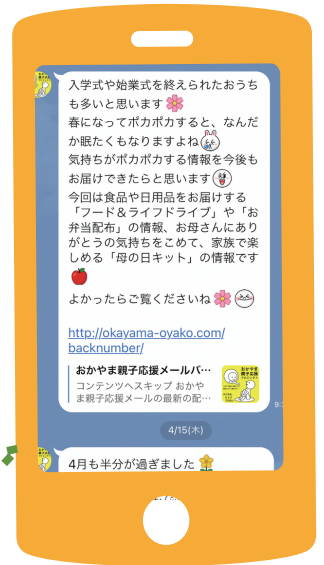 入学式や始業式を終えられたおうち
も多いと思います
春になってポカポカすると、なんだ
か眠たくもなりますよね
気持ちがポカポカする情報を今後も
お届けできたらと思います
今回は食品や日用品をお届けする
「フード＆ライフドライブ」や「お
弁当配布」の情報、お母さんにあり
がとうの気持ちをこめて、家族で楽
しめる「母の日キット」の情報です
よかったらご覧くださいね
http://okayama-oyako.com/
backnumber/
おかやま親子応援メールバ…
コンテンツへスキップ おかや
ま親子応援メールの最新の配…
おかやま
親子応援
4/15(木)
4月も半分が過ぎました